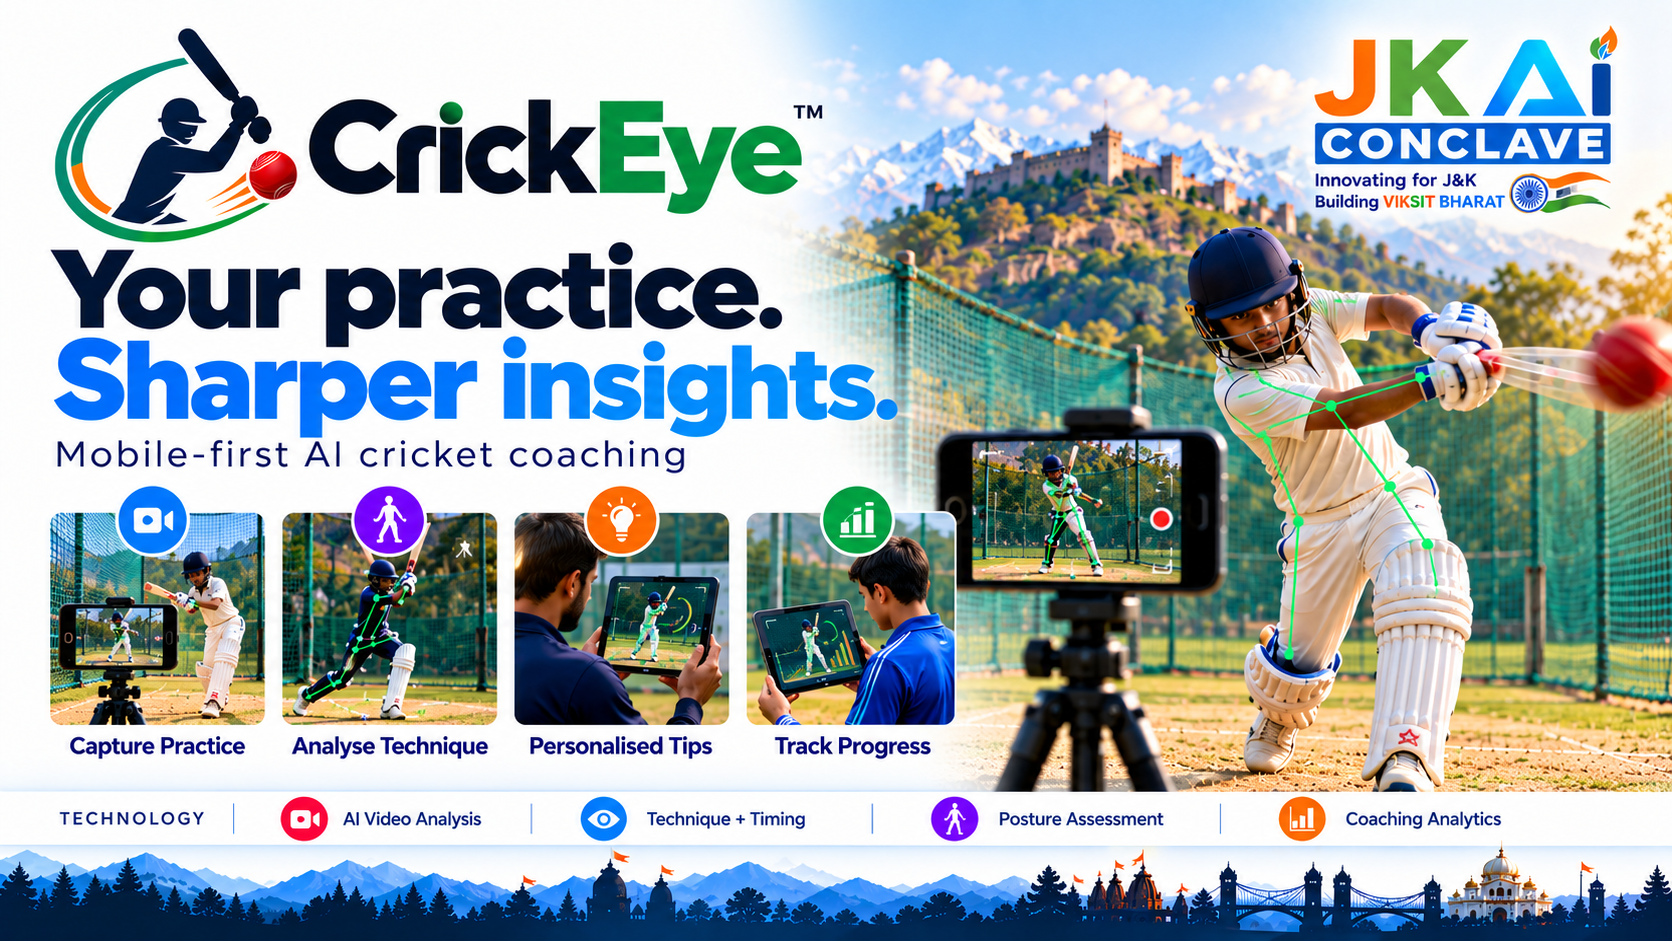 CrickEye™
Your practice.
Sharper insights.
Mobile-first AI cricket coaching
JK Ai
CONCLAVE
Innovating for J&K
Building VIKSIT BHARAT
Capture Practice
Analyse Technique
Personalised Tips
Track Progress
TECHNOLOGY
AI Video Analysis
Technique + Timing
Posture Assessment
Coaching Analytics